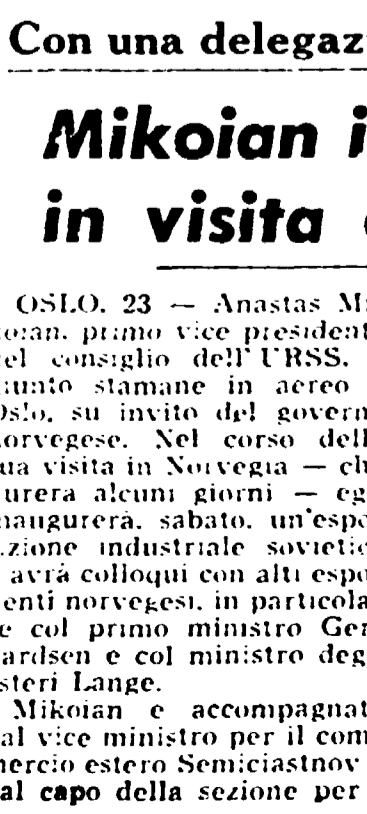 Con una delegaz
Mikoian i
in visita
OSLO, 23 — Anastas Mi
koian, primo vice president
del consiglio dell'URSS,
giunto stamane in aereo
Oslo, su invito del govern
norvegese. Nel corso dell
sua visita in Norvegia — ch
durerà alcuni giorni — eg
inaugurerà, sabato, un'espo
zione industriale sovietic
avrà colloqui con alti espo
nenti norvegesi, in particola
e col primo ministro Ger
hardsen e col ministro deg
steri Lange.
Mikoian e accompagnat
dal vice ministro per il com
mercio estero Semiciastnov
dal capo della sezione per